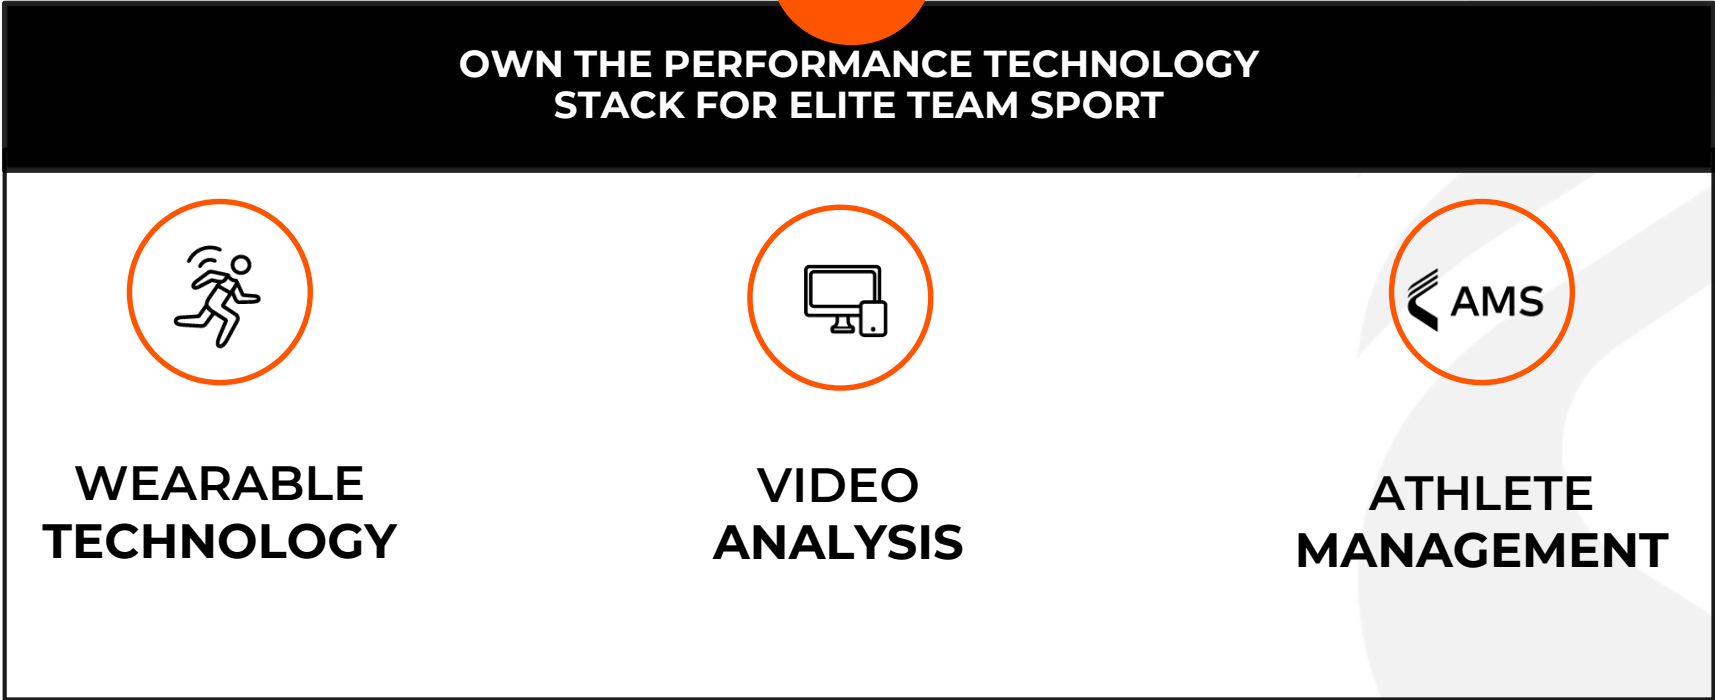 OWN THE PERFORMANCE TECHNOLOGY
STACK FOR ELITE TEAM SPORT
AMS
WEARABLE
TECHNOLOGY
VIDEO
ANALYSIS
ATHLETE
MANAGEMENT